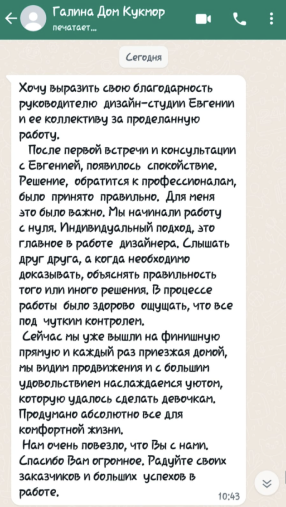 Галина Дом Кукмор
печатает...
Сегодня
Хочу выразить свою благодарность
руководителю дизайн-студии Евгении
и ее коллективу за проделанную
работу.
После первой встречи и консультации
с Евгенией, появилось спокойствие.
Решение, обратится к профессионалам,
было принято правильно. Для меня
это было важно. Мы начинали работу
с нуля. Индивидуальный подход, это
главное в работе дизайнера. Слышать
друг друга, а когда необходимо
доказывать, объяснять правильность
того или иного решения. В процессе
работы было здорово ощущать, что все
под чутким контролем.
Сейчас мы уже вышли на финишную
прямую и каждый раз приезжая домой,
мы видим продвижения и с большим
удовольствием наслаждаемся уютом,
которую удалось сделать девочкам.
Продумано абсолютно все для
комфортной жизни.
Нам очень повезло, что Вы с нами.
Спасибо Вам огромное. Радуйте своих
заказчиков и больших успехов в
работе.
10:43